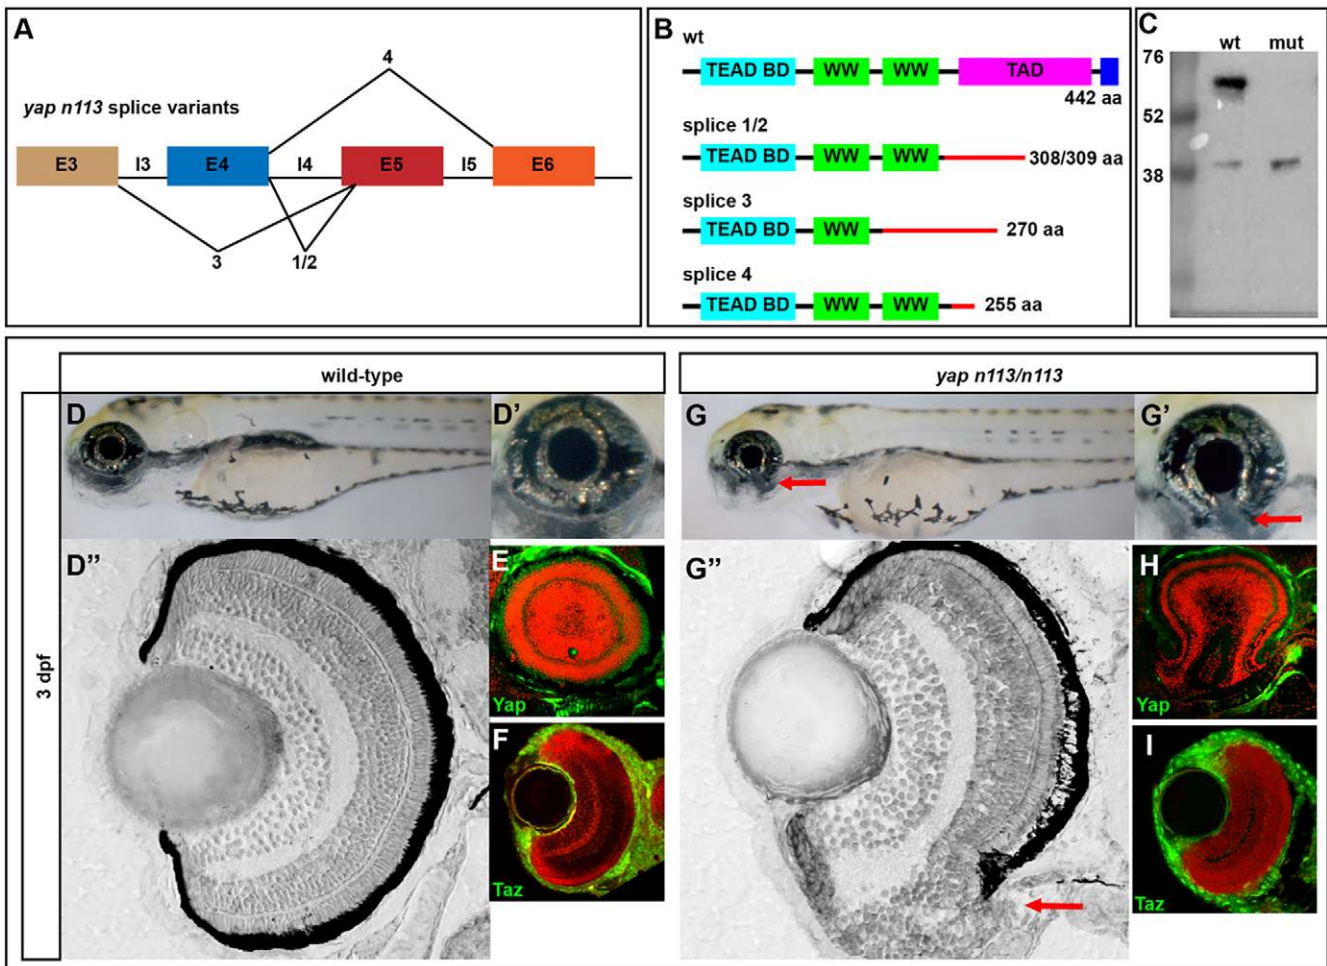 A
4
yap n113 splice variants
E3 I3 E4 I4 E5 I5 E6
3 1/2
B
wt
TEAD BD WW WW TAD
442 aa
splice 1/2
TEAD BD WW WW 308/309 aa
splice 3
TEAD BD WW 270 aa
splice 4
TEAD BD WW WW 255 aa
C
wt mut
76
52
38
wild-type
yap n113/n113
3 dpf
D
D'
D''
E
Yap
F
Taz
G
G'
G''
H
Yap
I
Taz